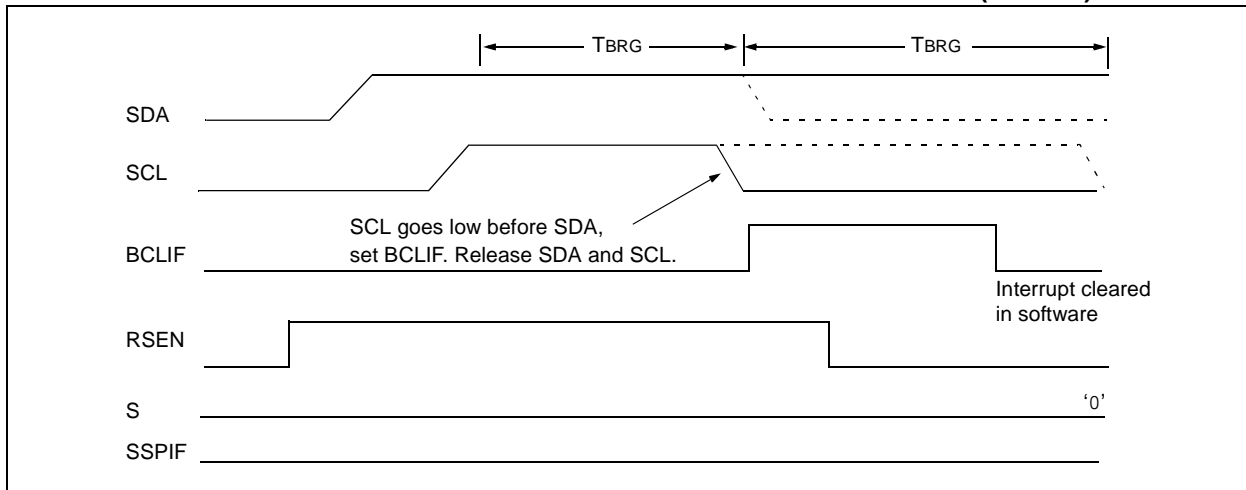 TBRG TBRG
SDA
SCL
SCL goes low before SDA,
set BCLIF. Release SDA and SCL.
BCLIF
Interrupt cleared
in software
RSEN
S ‘0’
SSPIF